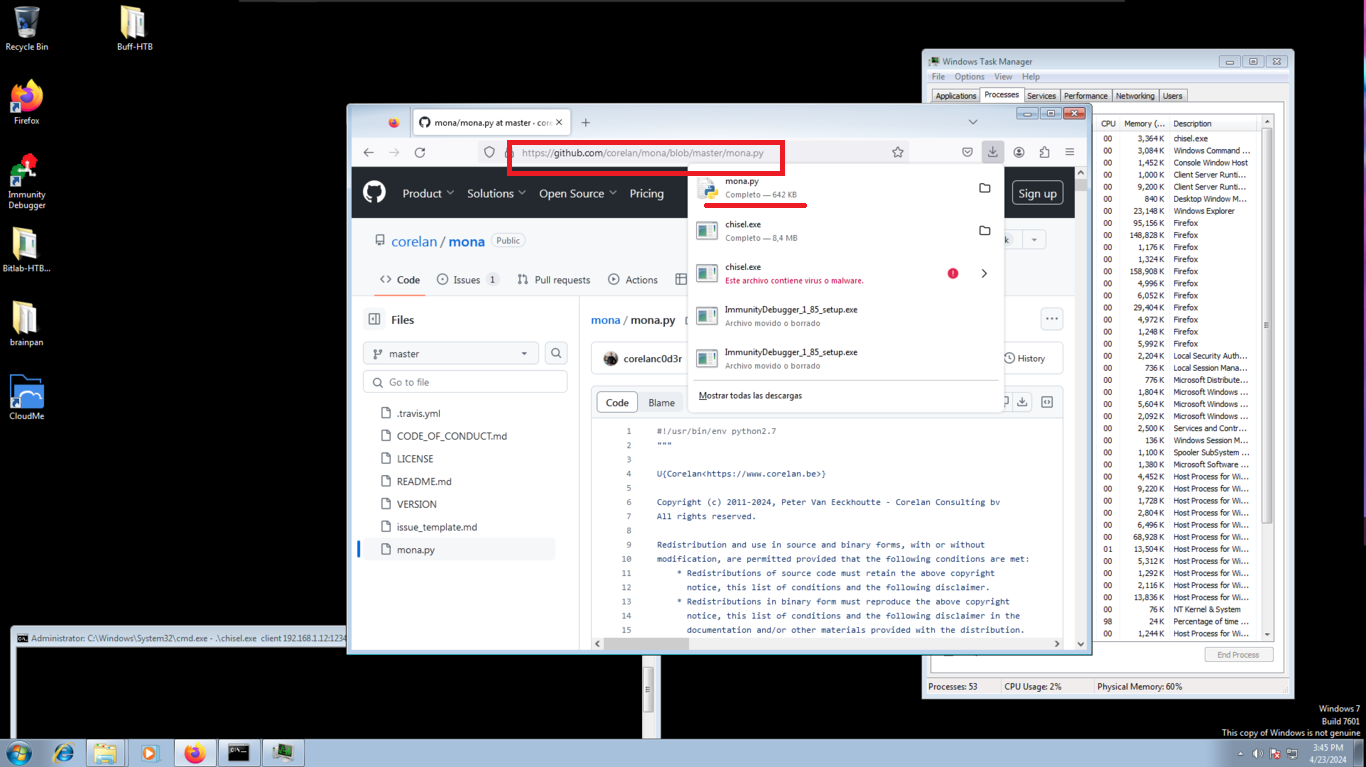 Recycle Bin
Buff-HTB
Firefox
Immunity
Debugger
Bitlab-HTB...
brainpan
CloudMe
mona/mona.py at master - core
https://github.com/corelan/mona/blob/master/mona.py
Product
Solutions
Open Source
Pricing
Sign up
corelan / mona
Public
Code
Issues 1
Pull requests
Actions
mona.py
Completo — 642 KB
chisel.exe
Completo — 8,4 MB
chisel.exe
Este archivo contiene virus o malware.
ImmunityDebugger_1_85_setup.exe
Archivo movido o borrado
ImmunityDebugger_1_85_setup.exe
Archivo movido o borrado
Mostrar todas las descargas
Files
master
Go to file
.travis.yml
CODE_OF_CONDUCT.md
LICENSE
README.md
VERSION
issue_template.md
mona.py
mona / mona.py
corelanc0d3r
History
Code
Blame
1 #!/usr/bin/env python2.7
2 """
3
4 U{Corelan<https://www.corelan.be>}
5
6 Copyright (c) 2011-2024, Peter Van Eeckhoutte - Corelan Consulting bv
7 All rights reserved.
8
9 Redistribution and use in source and binary forms, with or without
10 modification, are permitted provided that the following conditions are met:
11 * Redistributions of source code must retain the above copyright
12 notice, this list of conditions and the following disclaimer.
13 * Redistributions in binary form must reproduce the above copyright
14 notice, this list of conditions and the following disclaimer in the
15 documentation and/or other materials provided with the distribution.
Windows Task Manager
File Options View Help
Applications Processes Services Performance Networking Users
CPU Memory (... Description
00 3,364 K chisel.exe
00 3,084 K Windows Command ...
00 1,452 K Console Window Host
00 1,000 K Client Server Runti...
00 9,200 K Client Server Runti...
00 840 K Desktop Window M...
00 23,148 K Windows Explorer
00 95,156 K Firefox
00 148,828 K Firefox
00 1,176 K Firefox
00 1,324 K Firefox
00 158,908 K Firefox
00 4,996 K Firefox
00 6,052 K Firefox
00 29,404 K Firefox
00 4,972 K Firefox
00 1,248 K Firefox
00 5,992 K Firefox
00 2,204 K Local Security Auth...
00 736 K Local Session Mana...
00 776 K Microsoft Distribute...
00 1,804 K Microsoft Windows ...
00 5,604 K Microsoft Windows ...
00 2,092 K Microsoft Windows ...
00 2,500 K Services and Contr...
00 136 K Windows Session M...
00 1,100 K Spooler SubSystem ...
00 1,380 K Microsoft Software ...
00 4,452 K Host Process for Wi...
00 9,220 K Host Process for Wi...
00 1,728 K Host Process for Wi...
00 2,804 K Host Process for Wi...
00 6,496 K Host Process for Wi...
00 68,928 K Host Process for Wi...
01 13,504 K Host Process for Wi...
00 5,312 K Host Process for Wi...
00 1,292 K Host Process for Wi...
00 2,116 K Host Process for Wi...
00 13,836 K Host Process for Wi...
00 76 K NT Kernel & System
98 24 K Percentage of time ...
00 1,244 K Host Process for Wi...
End Process
Processes: 53 CPU Usage: 2% Physical Memory: 60%
Administrator: C:\Windows\System32\cmd.exe - .\chisel.exe client 192.168.1.12:1234
Windows 7
Build 7601
This copy of Windows is not genuine
3:45 PM
4/23/2024